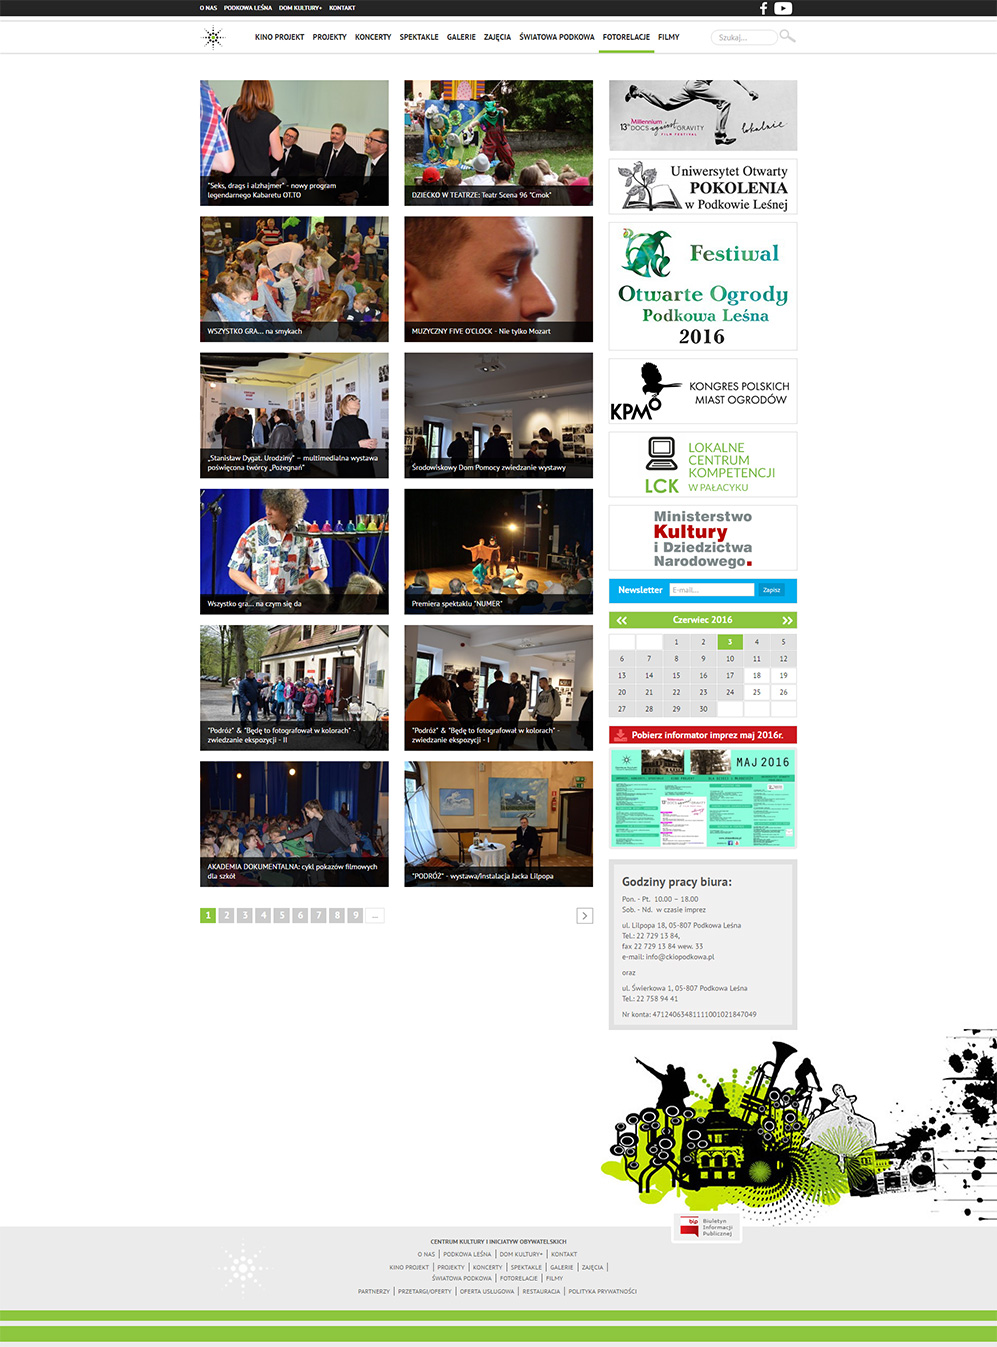 O NAS PODKOWA LEŚNA DOM KULTURY+ KONTAKT
KINO PROJEKT PROJEKTY KONCERTY SPEKTAKLE GALERIE ZAJĘCIA ŚWIATOWA PODKOWA FOTORELACJE FILMY Szukaj...
"Seks, drags i alzhajmer" - nowy program
legendarnego Kabaretu OT.TO
DZIECKO W TEATRZE: Teatr Scena 96 "Cmok"
WSZYSTKO GRA... na smykach
MUZYCZNY FIVE O'CLOCK - Nie tylko Mozart
„Stanisław Dygat. Urodziny" – multimedialna wystawa
poświęcona twórcy „Pożegnań"
Środowiskowy Dom Pomocy zwiedzanie wystawy
Wszystko gra... na czym się da
Premiera spektaklu "NUMER"
"Podróż" & "Będę to fotografował w kolorach" -
zwiedzanie ekspozycji - II
"Podróż" & "Będę to fotografował w kolorach" -
zwiedzanie ekspozycji - I
AKADEMIA DOKUMENTALNA: cykl pokazów filmowych
dla szkół
"PODRÓŻ" - wystawa/instalacja Jacka Lilpopa
1 2 3 4 5 6 7 8 9 ...
Millennium
13 DOCS against GRAVITY
FILM FESTIVAL
lokalnie
Uniwersytet Otwarty
POKOLENIA
w Podkowie Leśnej
Festiwal
Otwarte Ogrody
Podkowa Leśna
2016
KPM
KONGRES POLSKICH
MIAST OGRODÓW
LCK
LOKALNE
CENTRUM
KOMPETENCJI
W PAŁACYKU
Ministerstwo
Kultury
i Dziedzictwa
Narodowego.
Newsletter E-mail... Zapisz
Czerwiec 2016
1 2 3 4 5
6 7 8 9 10 11 12
13 14 15 16 17 18 19
20 21 22 23 24 25 26
27 28 29 30
Pobierz informator imprez maj 2016r.
MAJ 2016
Godziny pracy biura:
Pon. - Pt. 10.00 – 18.00
Sob. - Nd. w czasie imprez
ul. Lilpopa 18, 05-807 Podkowa Leśna
Tel.: 22 729 13 84,
fax 22 729 13 84 wew. 33
e-mail: info@ckiopodkowa.pl
oraz
ul. Świerkowa 1, 05-807 Podkowa Leśna
Tel.: 22 758 94 41
Nr konta: 47124063481111001021847049
bip Biuletyn
Informacji
Publicznej
CENTRUM KULTURY I INICJATYW OBYWATELSKICH
O NAS | PODKOWA LEŚNA | DOM KULTURY+ | KONTAKT
KINO PROJEKT | PROJEKTY | KONCERTY | SPEKTAKLE | GALERIE | ZAJĘCIA |
ŚWIATOWA PODKOWA | FOTORELACJE | FILMY
PARTNERZY | PRZETARGI/OFERTY | OFERTA USŁUGOWA | RESTAURACJA | POLITYKA PRYWATNOŚCI